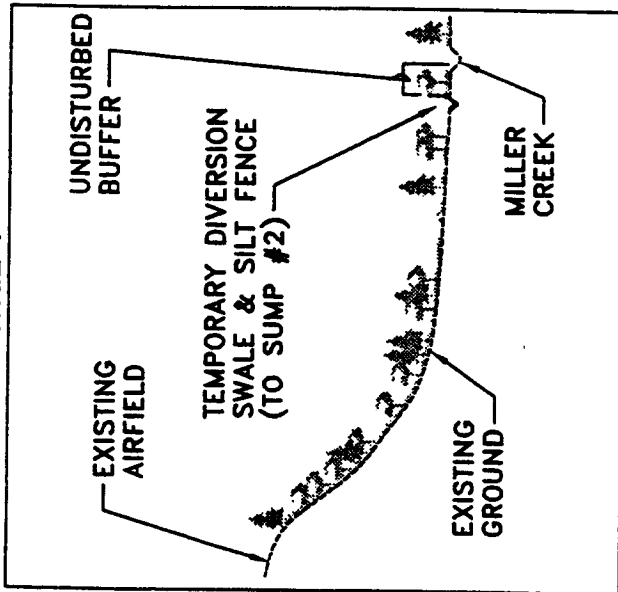 EXISTING
AIRFIELD
UNDISTURBED
BUFFER
TEMPORARY DIVERSION
SWALE & SILT FENCE
(TO SUMP #2)
EXISTING
GROUND
MILLER
CREEK